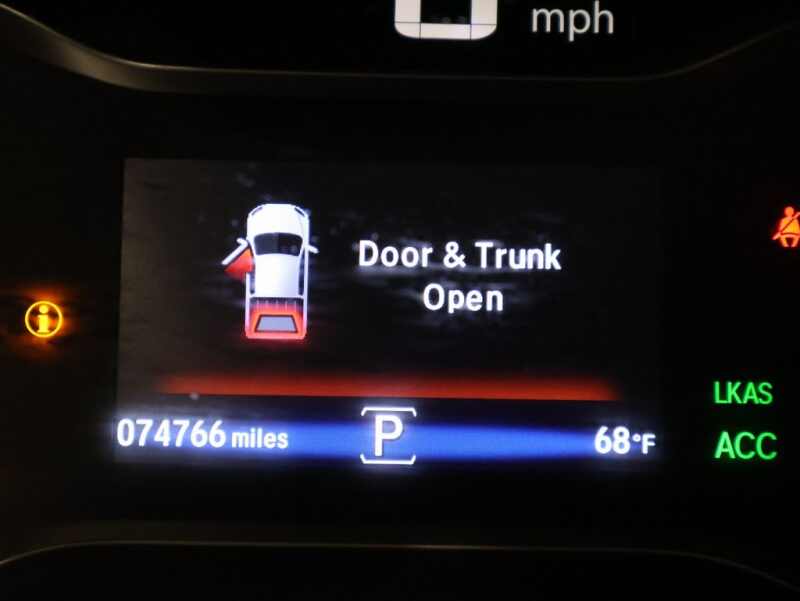 mph
Door & Trunk
Open
074766 miles
P
68°F
LKAS
ACC